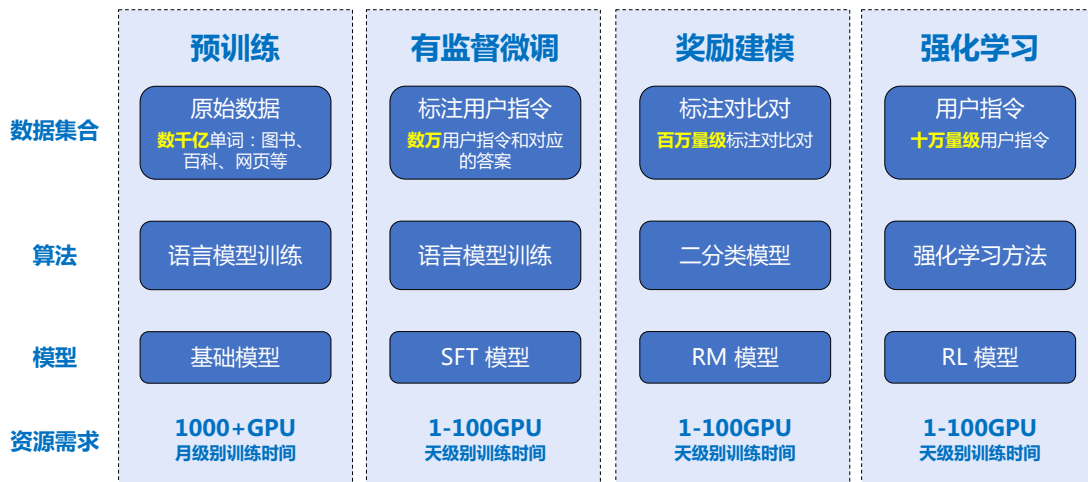 预训练
有监督微调
奖励建模
强化学习
数据集合
原始数据
数千亿单词：图书、
百科、网页等
标注用户指令
数万用户指令和对应
的答案
标注对比对
百万量级标注对比对
用户指令
十万量级用户指令
算法
语言模型训练
语言模型训练
二分类模型
强化学习方法
模型
基础模型
SFT 模型
RM 模型
RL 模型
资源需求
1000+GPU
月级别训练时间
1-100GPU
天级别训练时间
1-100GPU
天级别训练时间
1-100GPU
天级别训练时间